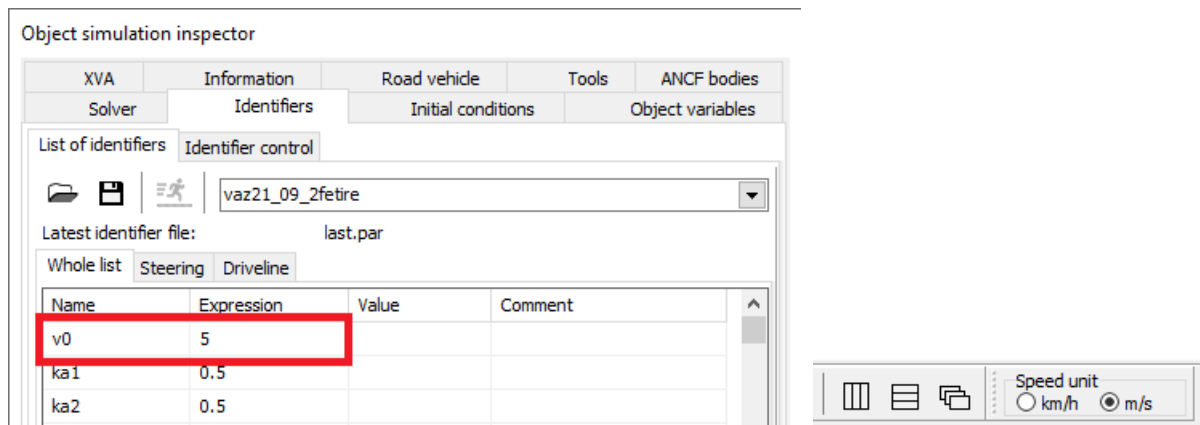 Object simulation inspector
XVA Information Road vehicle Tools ANCF bodies
Solver Identifiers Initial conditions Object variables
List of identifiers Identifier control
vaz21_09_2fetire
Latest identifier file: last.par
Whole list Steering Driveline
Name Expression Value Comment
v0 5
ka1 0.5
ka2 0.5
Speed unit
km/h m/s